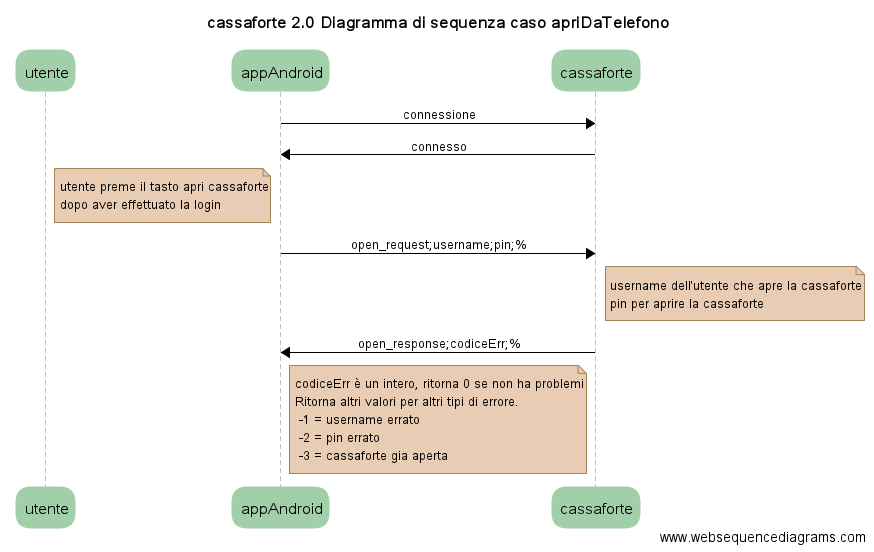 cassaforte 2.0 Diagramma di sequenza caso apriDaTelefono
utente
appAndroid
cassaforte
connessione
connesso
utente preme il tasto apri cassaforte
dopo aver effettuato la login
open_request;username;pin;%
username dell'utente che apre la cassaforte
pin per aprire la cassaforte
open_response;codiceErr;%
codiceErr è un intero, ritorna 0 se non ha problemi
Ritorna altri valori per altri tipi di errore.
-1 = username errato
-2 = pin errato
-3 = cassaforte gia aperta
utente
appAndroid
cassaforte
www.websequencediagrams.com